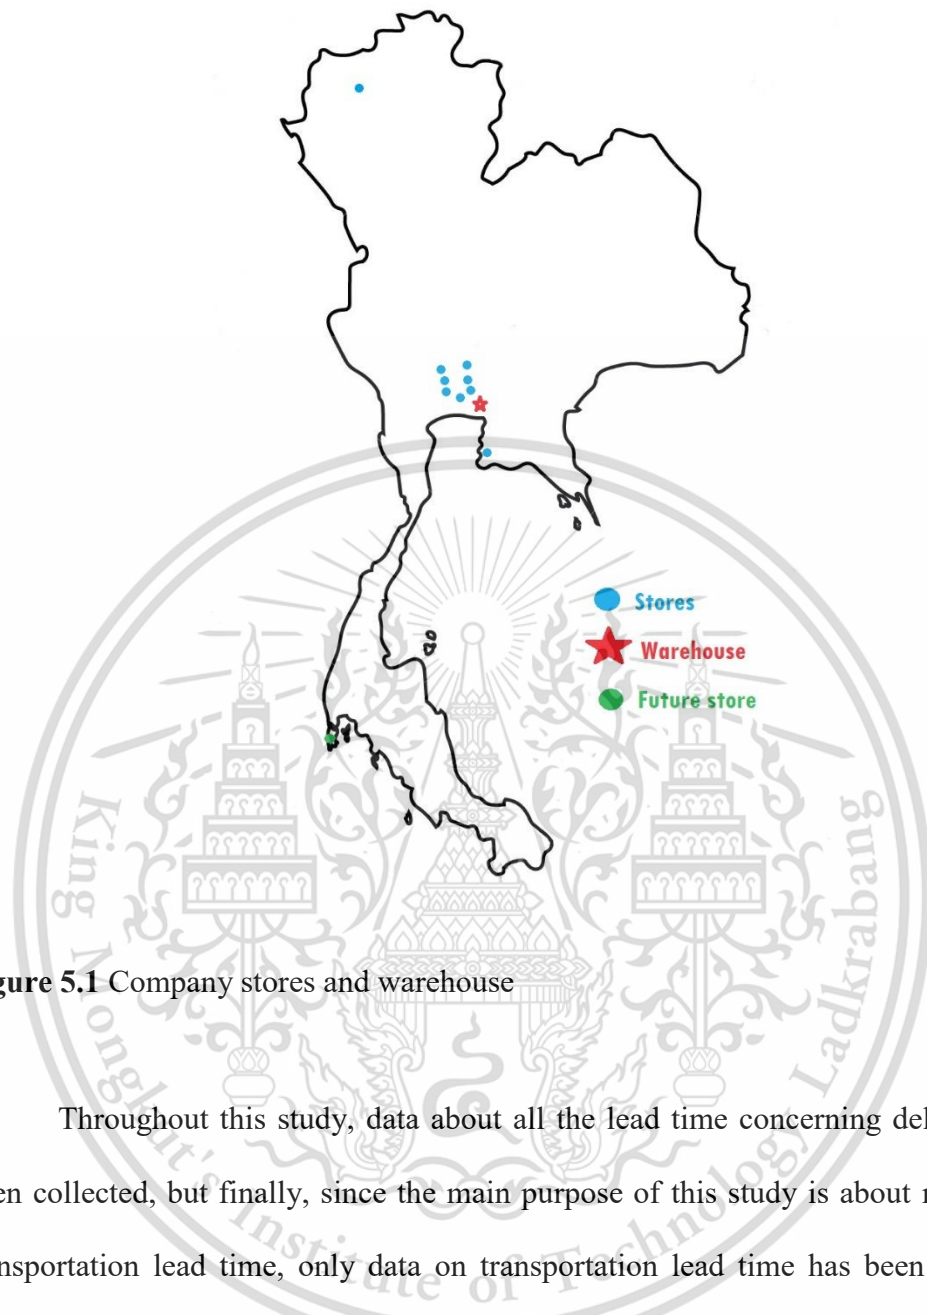 Stores
Warehouse
Future store
gure 5.1 Company stores and warehouse
Throughout this study, data about all the lead time concerning del
en collected, but finally, since the main purpose of this study is about r
nsportation lead time, only data on transportation lead time has been
King Mongkut's Institute of Technology Ladkrabang